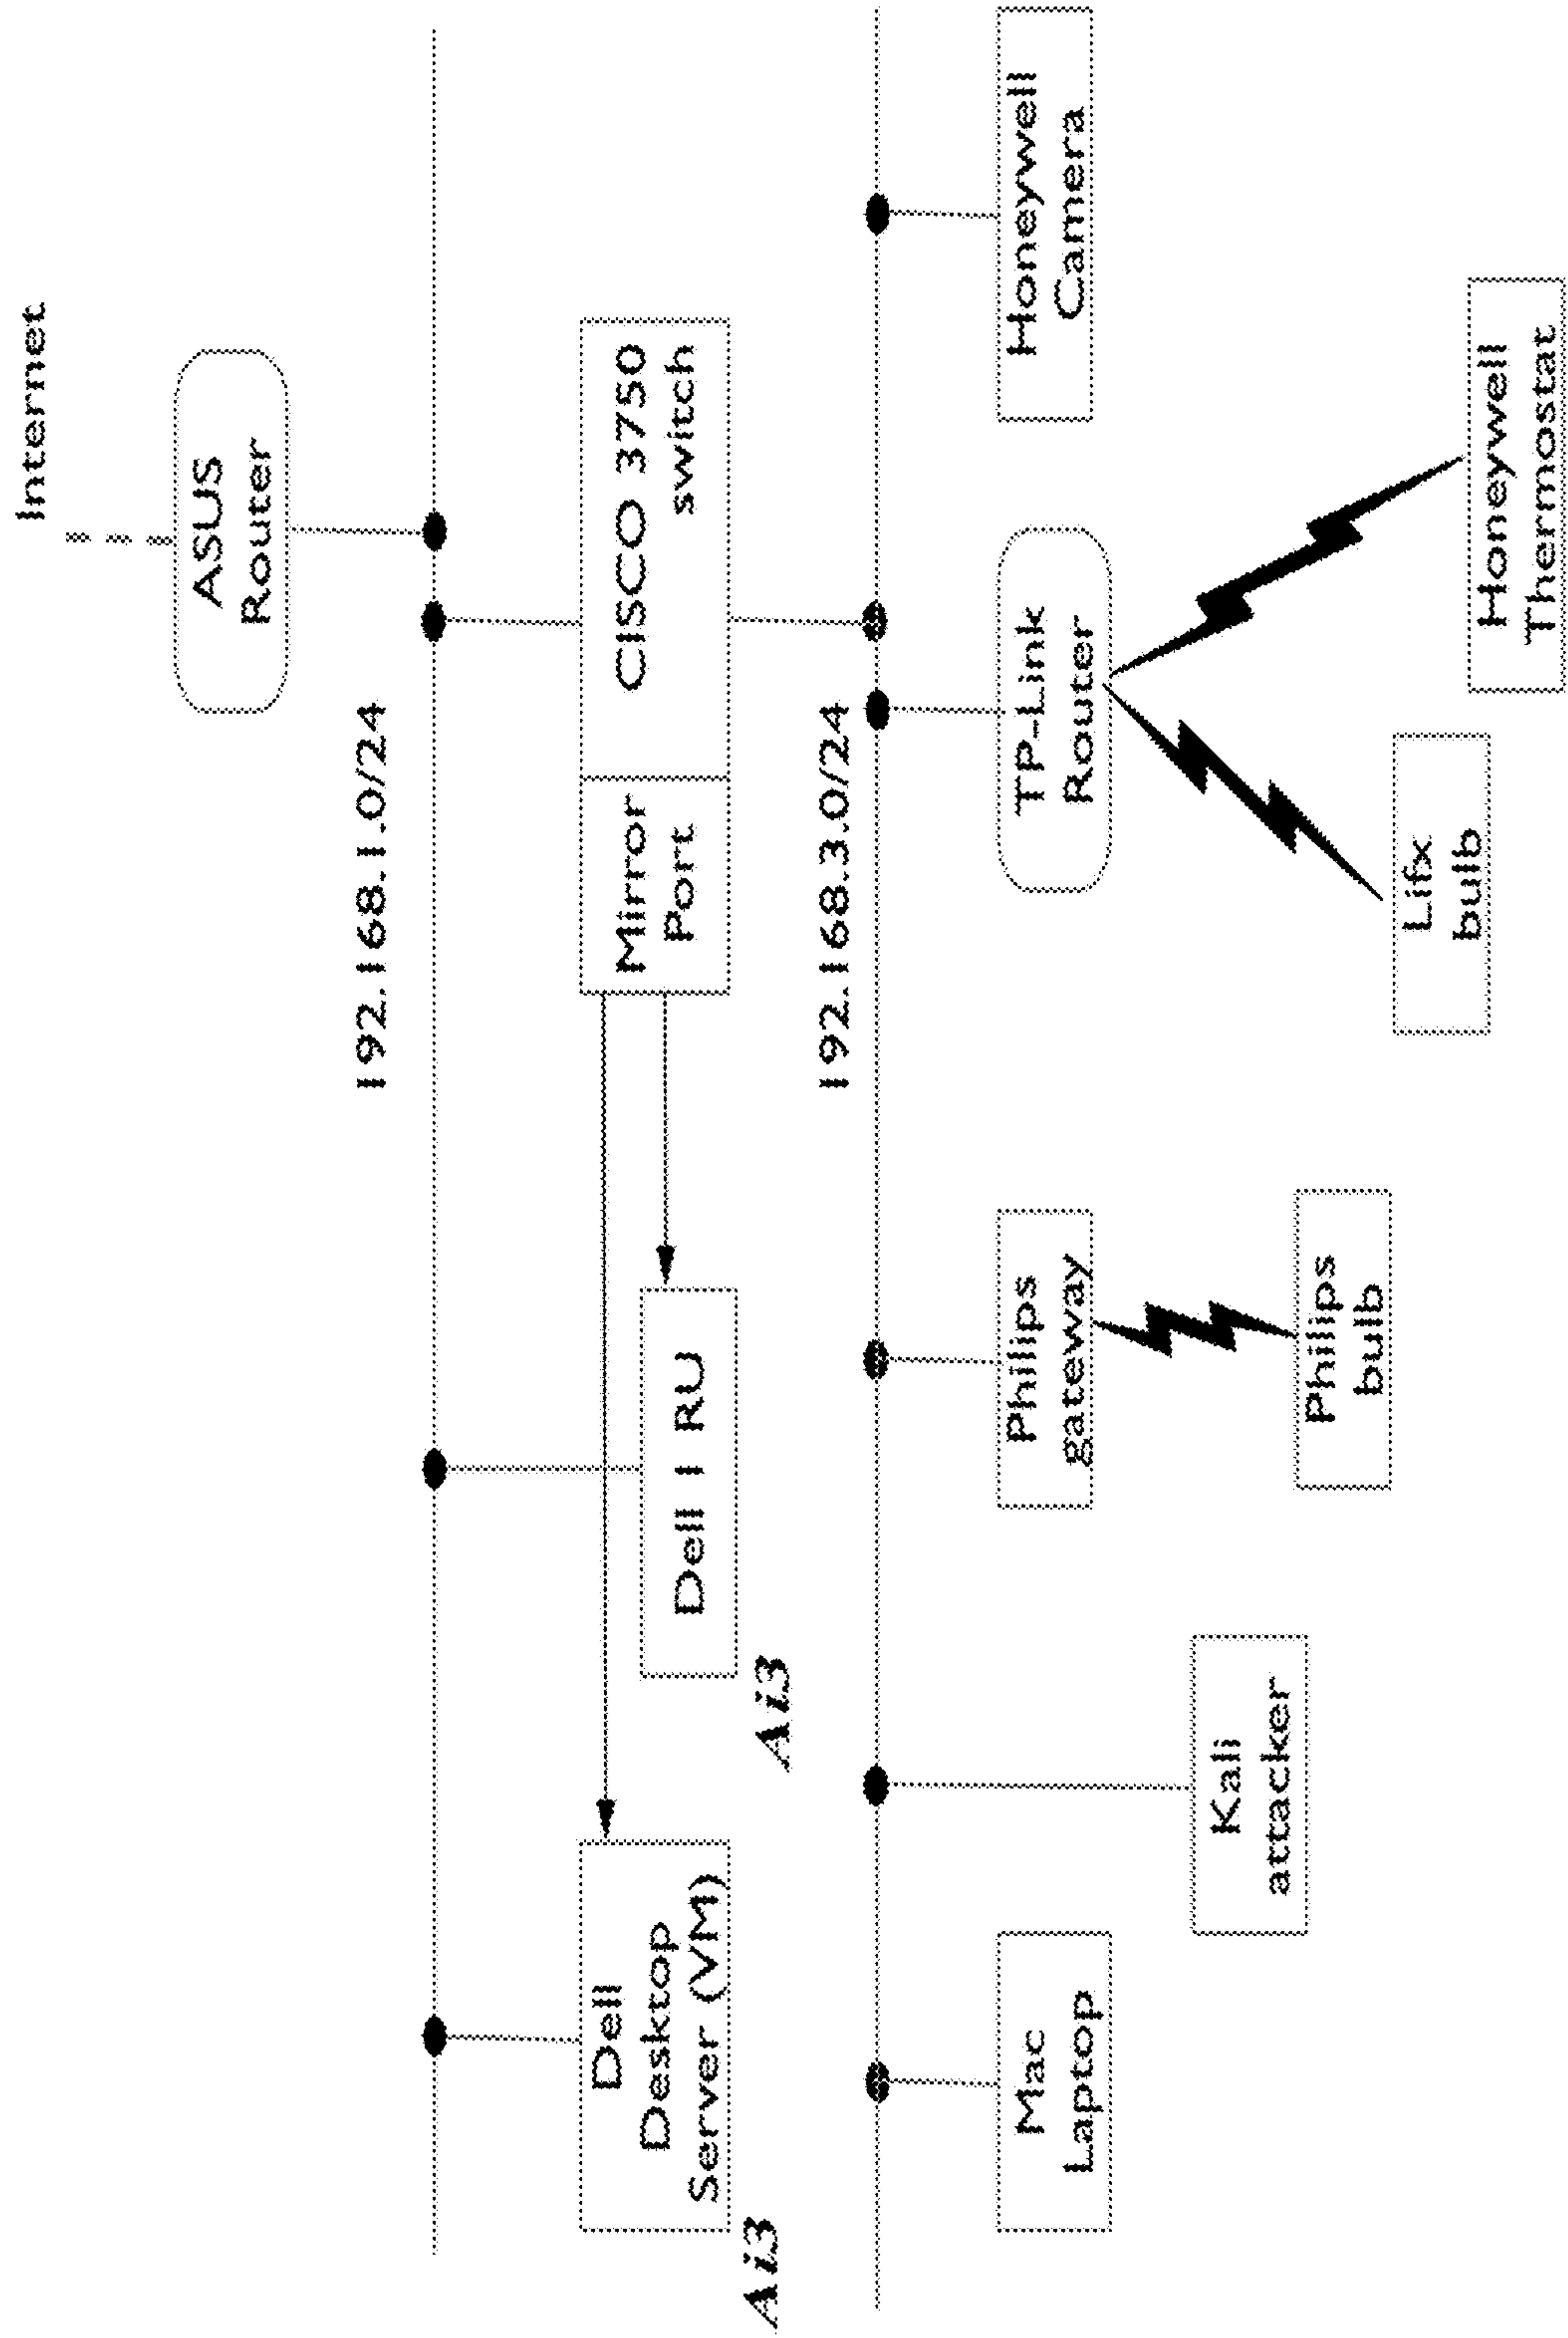 Internet
ASUS
Router
192.168.1.0/24
Dell
Desktop
Server (VM)
Ai3
Dell 1 RU
Ai3
Mirror
Port
CISCO 3750
switch
192.168.3.0/24
Mac
Laptop
Kali
attacker
Phillips
gateway
Phillips
bulb
TP-Link
Router
Lifx
bulb
Honeywell
Thermostat
Honeywell
Camera